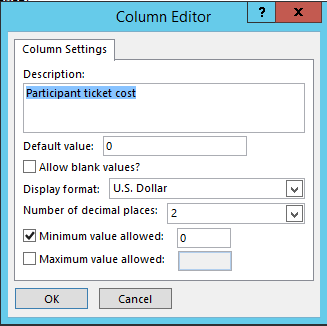 Column Editor ? x
Column Settings
Description:
Participant ticket cost
Default value: 0
Allow blank values?
Display format: U.S. Dollar
Number of decimal places: 2
Minimum value allowed: 0
Maximum value allowed:
OK Cancel